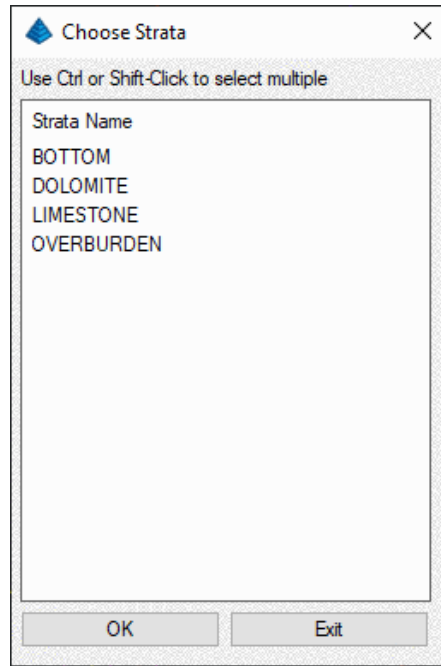 Choose Strata
Use Ctrl or Shift-Click to select multiple
Strata Name
BOTTOM
DOLOMITE
LIMESTONE
OVERBURDEN
OK Exit